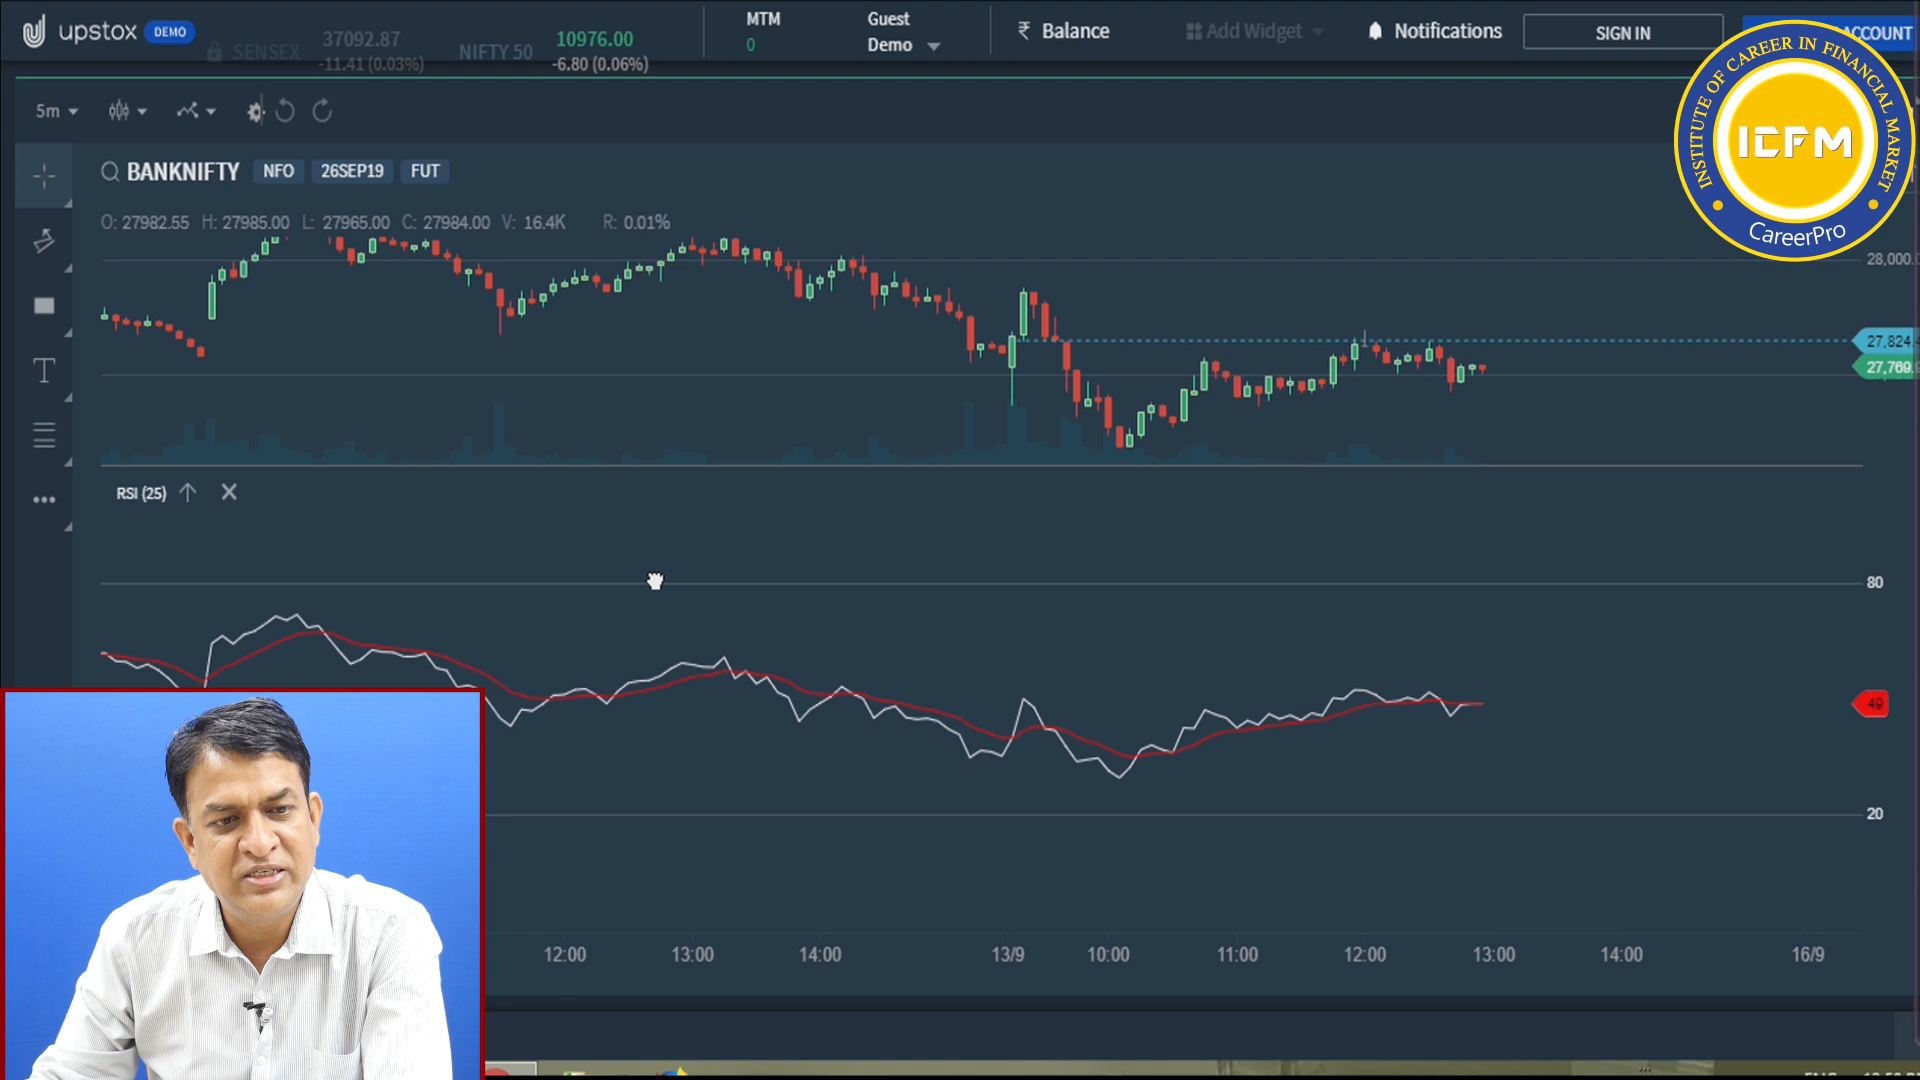 upstox DEMO
SENSEX 37092.87 -11.41 (0.03%)
NIFTY 50 10976.00 -6.80 (0.06%)
MTM 0
Guest Demo
₹ Balance
Add Widget
Notifications
SIGN IN
ACCOUNT
INSTITUTE OF CAREER IN FINANCIAL MARKET
ICFM
CareerPro
5m
BANKNIFTY NFO 26SEP19 FUT
O: 27982.55 H: 27985.00 L: 27965.00 C: 27984.00 V: 16.4K R: 0.01%
28,000.
27,824.
27,769.
T
RSI (25)
80
49
20
12:00 13:00 14:00 13/9 10:00 11:00 12:00 13:00 14:00 16/9